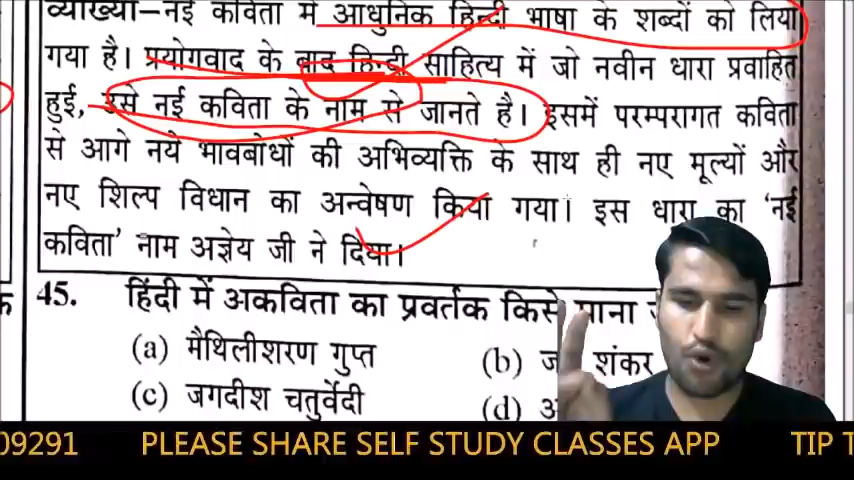 व्याख्या–नई कविता में आधुनिक हिन्दी भाषा के शब्दों को लिया
गया है। प्रयोगवाद के बाद हिन्दी साहित्य में जो नवीन धारा प्रवाहित
हुई, उसे नई कविता के नाम से जानते है। इसमें परम्परागत कविता
से आगे नये भावबोधों की अभिव्यक्ति के साथ ही नए मूल्यों और
नए शिल्प विधान का अन्वेषण किया गया। इस धारा का 'नई
कविता' नाम अज्ञेय जी ने दिया।
45. हिंदी में अकविता का प्रवर्तक किसे माना
(a) मैथिलीशरण गुप्त
(b) शंकर
(c) जगदीश चतुर्वेदी
(d)
09291 PLEASE SHARE SELF STUDY CLASSES APP TIP